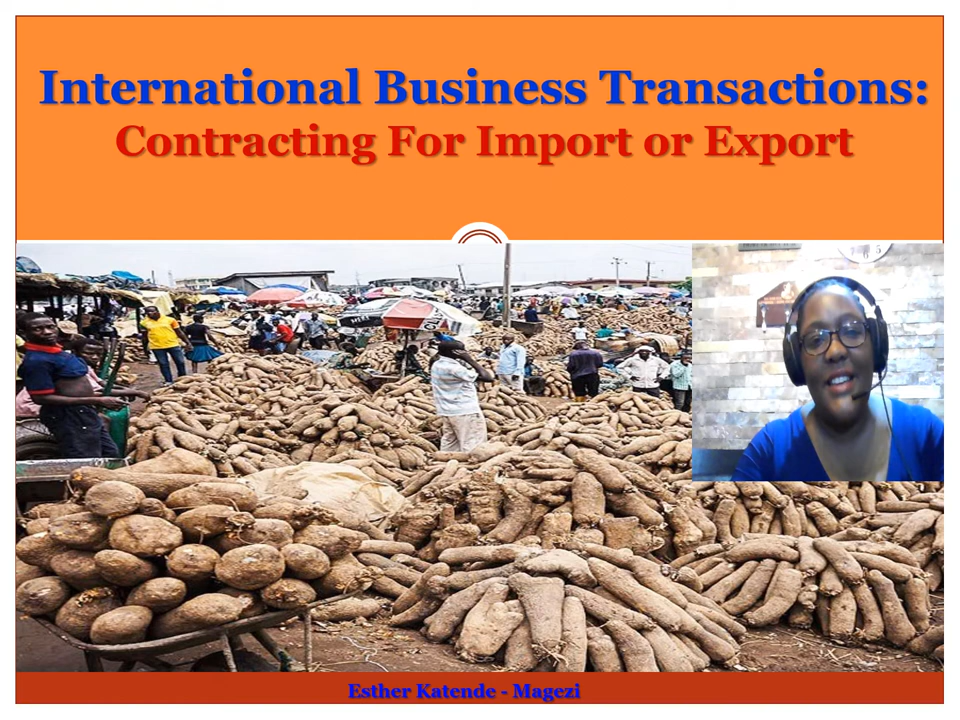 International Business Transactions:
Contracting For Import or Export
Esther Katende - Magezi